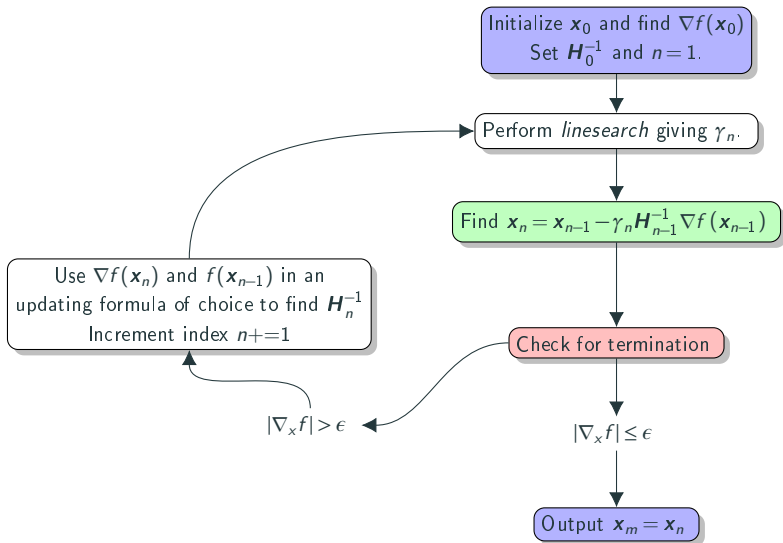 Initialize x₀ and find ∇f(x₀)
Set H₀⁻¹ and n = 1.
Perform linesearch giving γₙ.
Find xₙ = xₙ₋₁ − γₙHₙ₋₁⁻¹∇f(xₙ₋₁)
Use ∇f(xₙ) and f(xₙ₋₁) in an
updating formula of choice to find Hₙ⁻¹
Increment index n+=1
Check for termination
|∇ₓf| > ϵ
|∇ₓf| ≤ ϵ
Output xₘ = xₙ